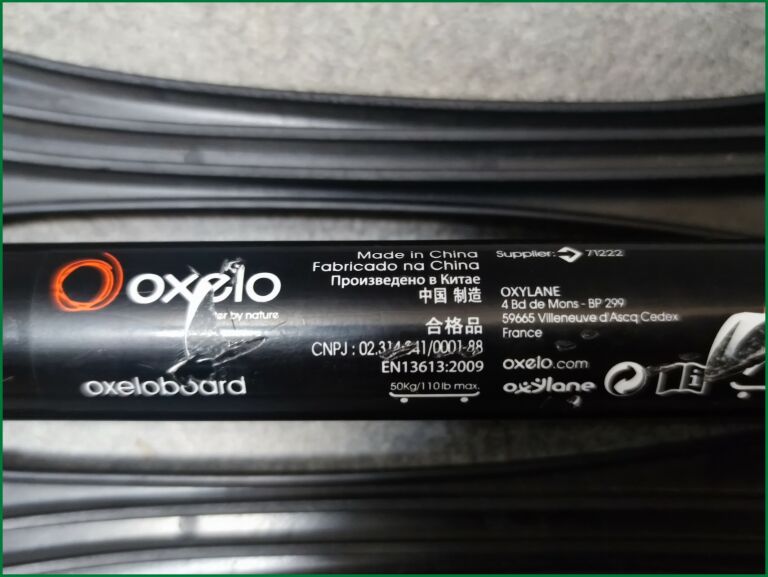 oxelo
by nature
oxeloboard
Made in China
Fabricado na China
Произведено в Китае
中国 制造
合格品
CNPJ : 02.314.041/0001-88
EN13613:2009
50Kg/110 lb max.
Supplier: 71222
OXYLANE
4 Bd de Mons - BP 299
59665 Villeneuve d'Ascq Cedex
France
oxelo.com
oxylane